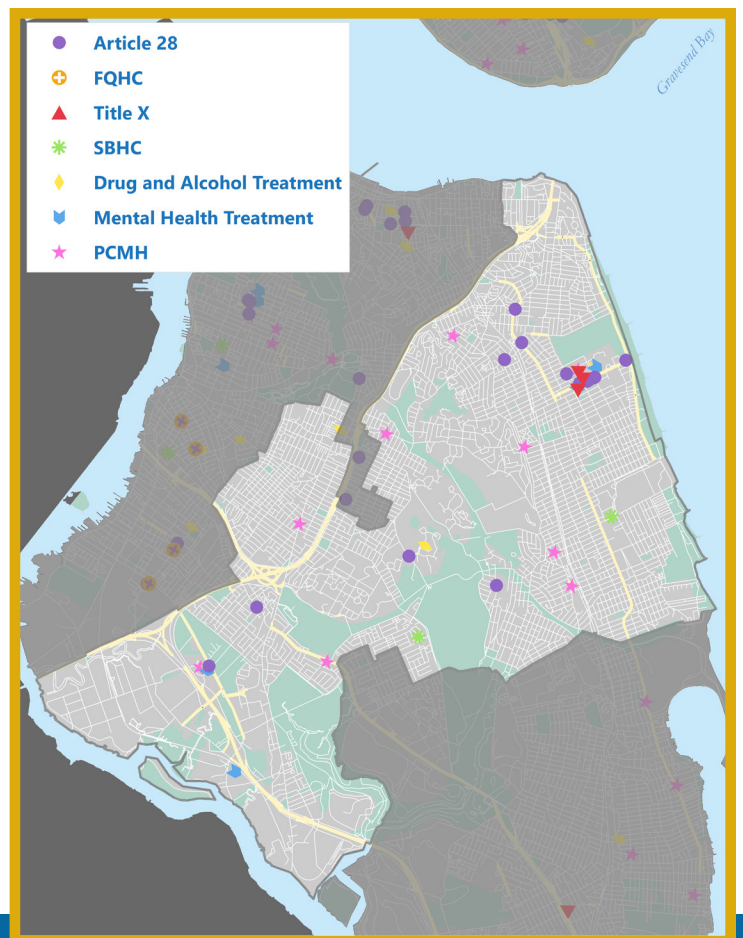 Article 28
FQHC
Title X
SBHC
Drug and Alcohol Treatment
Mental Health Treatment
PCMH
Gravesend Bay